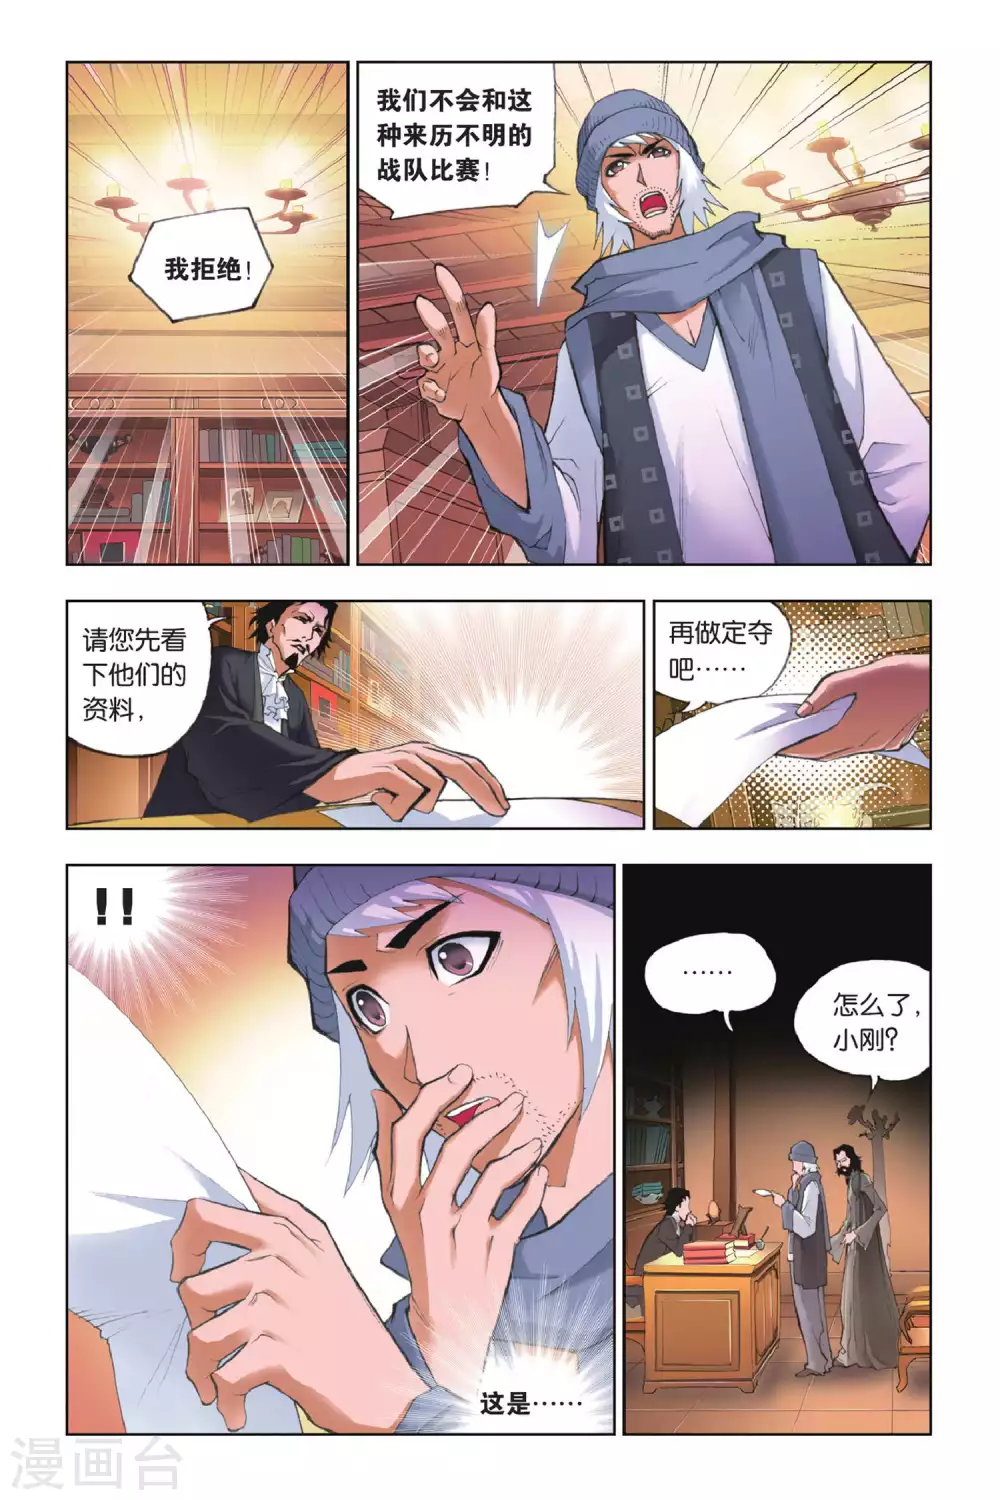 我拒绝！
我们不会和这
种来历不明的
战队比赛！
请您先看
下他们的
资料，
再做定夺
吧……
！！
这是……
……
怎么了，
小刚？
漫画台